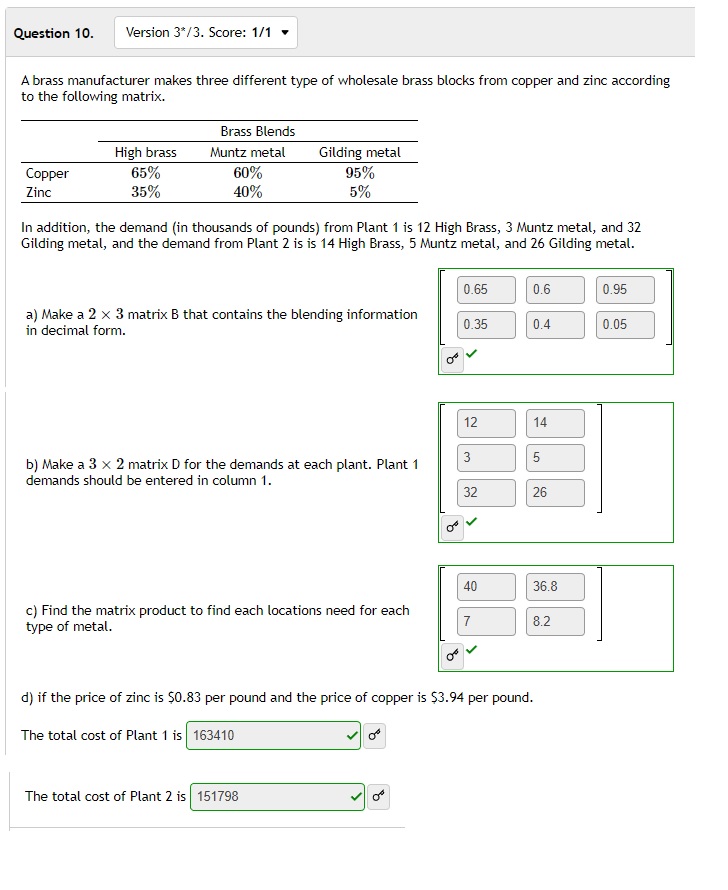 Question 10. Version 3*/3. Score: 1/1
A brass manufacturer makes three different type of wholesale brass blocks from copper and zinc according
to the following matrix.
Brass Blends
High brass Muntz metal Gilding metal
Copper 65% 60% 95%
Zinc 35% 40% 5%
In addition, the demand (in thousands of pounds) from Plant 1 is 12 High Brass, 3 Muntz metal, and 32
Gilding metal, and the demand from Plant 2 is is 14 High Brass, 5 Muntz metal, and 26 Gilding metal.
a) Make a 2 × 3 matrix B that contains the blending information
in decimal form.
0.65 0.6 0.95
0.35 0.4 0.05
b) Make a 3 × 2 matrix D for the demands at each plant. Plant 1
demands should be entered in column 1.
12 14
3 5
32 26
c) Find the matrix product to find each locations need for each
type of metal.
40 36.8
7 8.2
d) if the price of zinc is $0.83 per pound and the price of copper is $3.94 per pound.
The total cost of Plant 1 is 163410
The total cost of Plant 2 is 151798